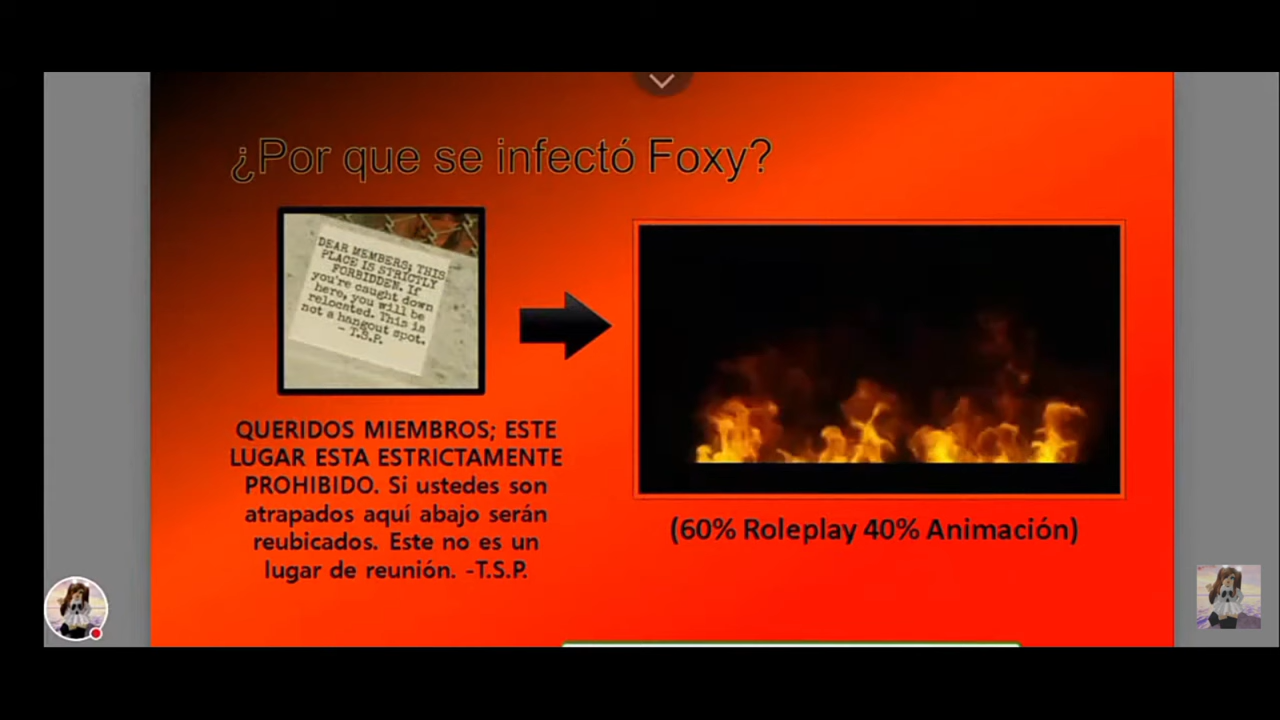 ¿Por que se infectó Foxy?
DEAR MEMBERS; THIS
PLACE IS STRICTLY
FORBIDDEN. If
you're caught down
here, you will be
relocated. This is
not a hangout spot.
- T.S.P.
QUERIDOS MIEMBROS; ESTE
LUGAR ESTA ESTRICTAMENTE
PROHIBIDO. Si ustedes son
atrapados aquí abajo serán
reubicados. Este no es un
lugar de reunión. -T.S.P.
(60% Roleplay 40% Animación)